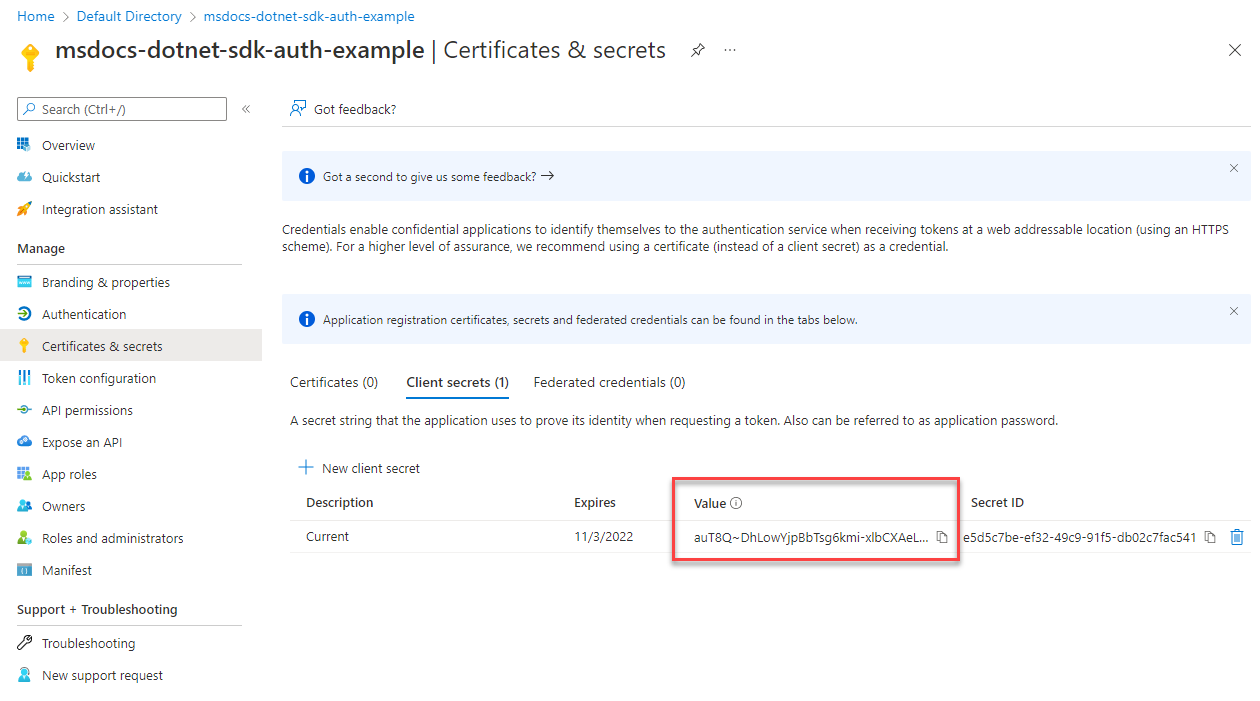 Home > Default Directory > msdocs-dotnet-sdk-auth-example
msdocs-dotnet-sdk-auth-example | Certificates & secrets
Search (Ctrl+/)
Overview
Quickstart
Integration assistant
Manage
Branding & properties
Authentication
Certificates & secrets
Token configuration
API permissions
Expose an API
App roles
Owners
Roles and administrators
Manifest
Support + Troubleshooting
Troubleshooting
New support request
Got feedback?
Got a second to give us some feedback? →
Credentials enable confidential applications to identify themselves to the authentication service when receiving tokens at a web addressable location (using an HTTPS
scheme). For a higher level of assurance, we recommend using a certificate (instead of a client secret) as a credential.
Application registration certificates, secrets and federated credentials can be found in the tabs below.
Certificates (0) Client secrets (1) Federated credentials (0)
A secret string that the application uses to prove its identity when requesting a token. Also can be referred to as application password.
New client secret
Description Expires Value Secret ID
Current 11/3/2022 auT8Q~DhLowYjpBbTsg6kmi-xlbCXAeL... e5d5c7be-ef32-49c9-91f5-db02c7fac541